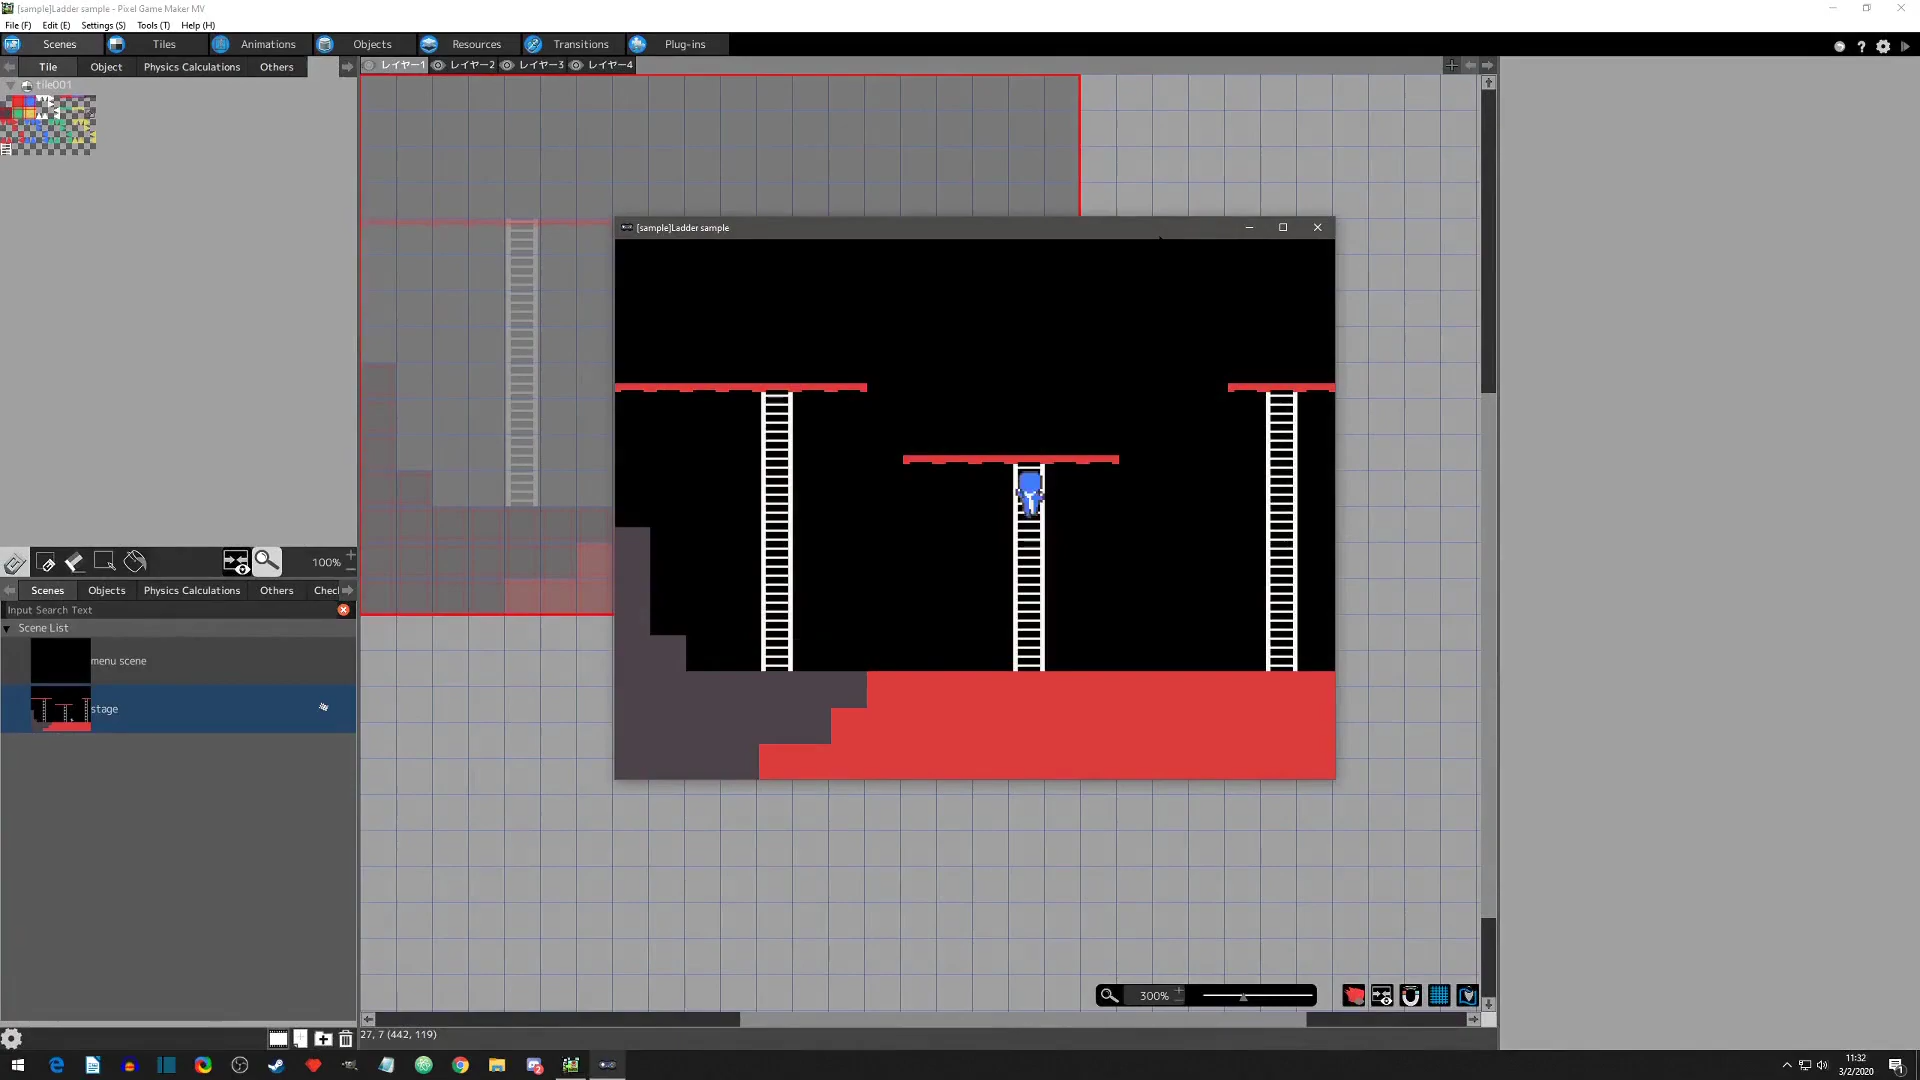 [sample]Ladder sample - Pixel Game Maker MV
File (F) Edit (E) Settings (S) Tools (T) Help (H)
Scenes Tiles Animations Objects Resources Transitions Plug-ins
Tile Object Physics Calculations Others
レイヤー1 レイヤー2 レイヤー3 レイヤー4
tile001
[sample]Ladder sample
100%
Scenes Objects Physics Calculations Others Chec
Input Search Text
Scene List
menu scene
stage
300%
27, 7 (442, 119)
11:32
3/2/2020